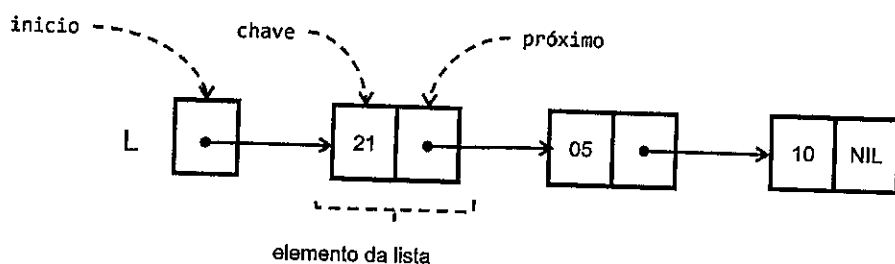 inicio
chave
próximo
L
21
05
10
NIL
elemento da lista